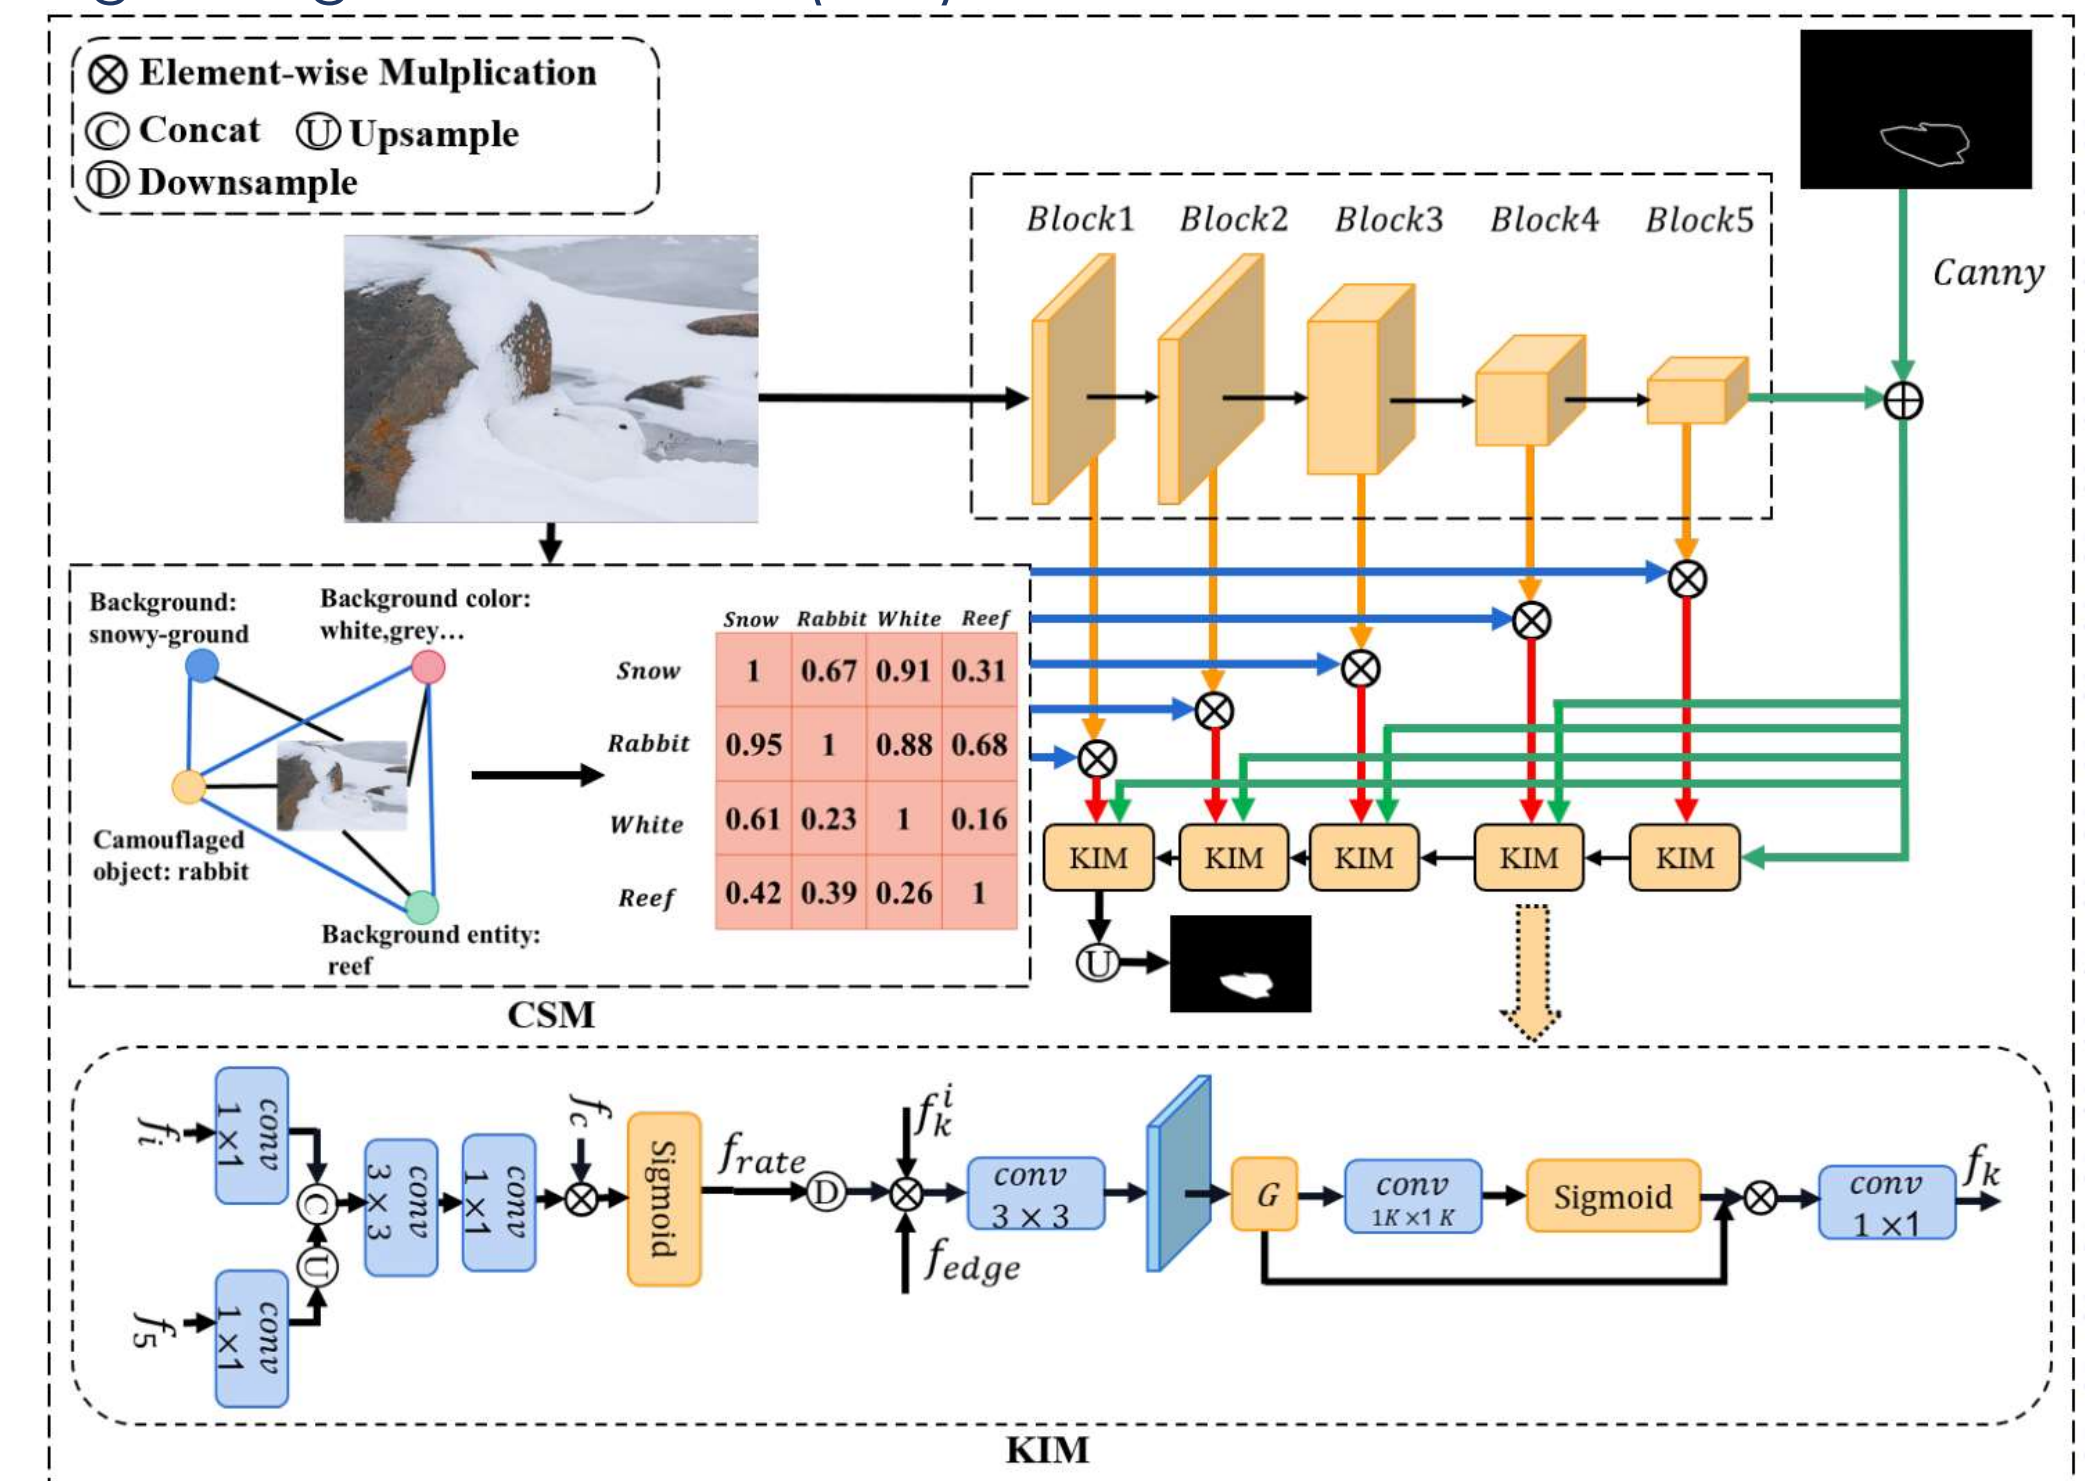 Element-wise Mulplication
C Concat U Upsample
D Downsample
Block1 Block2 Block3 Block4 Block5
Canny
Background:
snowy-ground
Background color:
white,grey...
Camouflaged
object: rabbit
Background entity:
reef
Snow Rabbit White Reef
Snow 1 0.67 0.91 0.31
Rabbit 0.95 1 0.88 0.68
White 0.61 0.23 1 0.16
Reef 0.42 0.39 0.26 1
CSM
KIM KIM KIM KIM KIM
U
f_i
conv
1×1
f_5
conv
1×1
C
U
conv
3×3
conv
1×1
f_c
Sigmoid
f_rate
D
f_k^i
f_edge
conv
3 × 3
G
conv
1K ×1 K
Sigmoid
conv
1 ×1
f_k
KIM